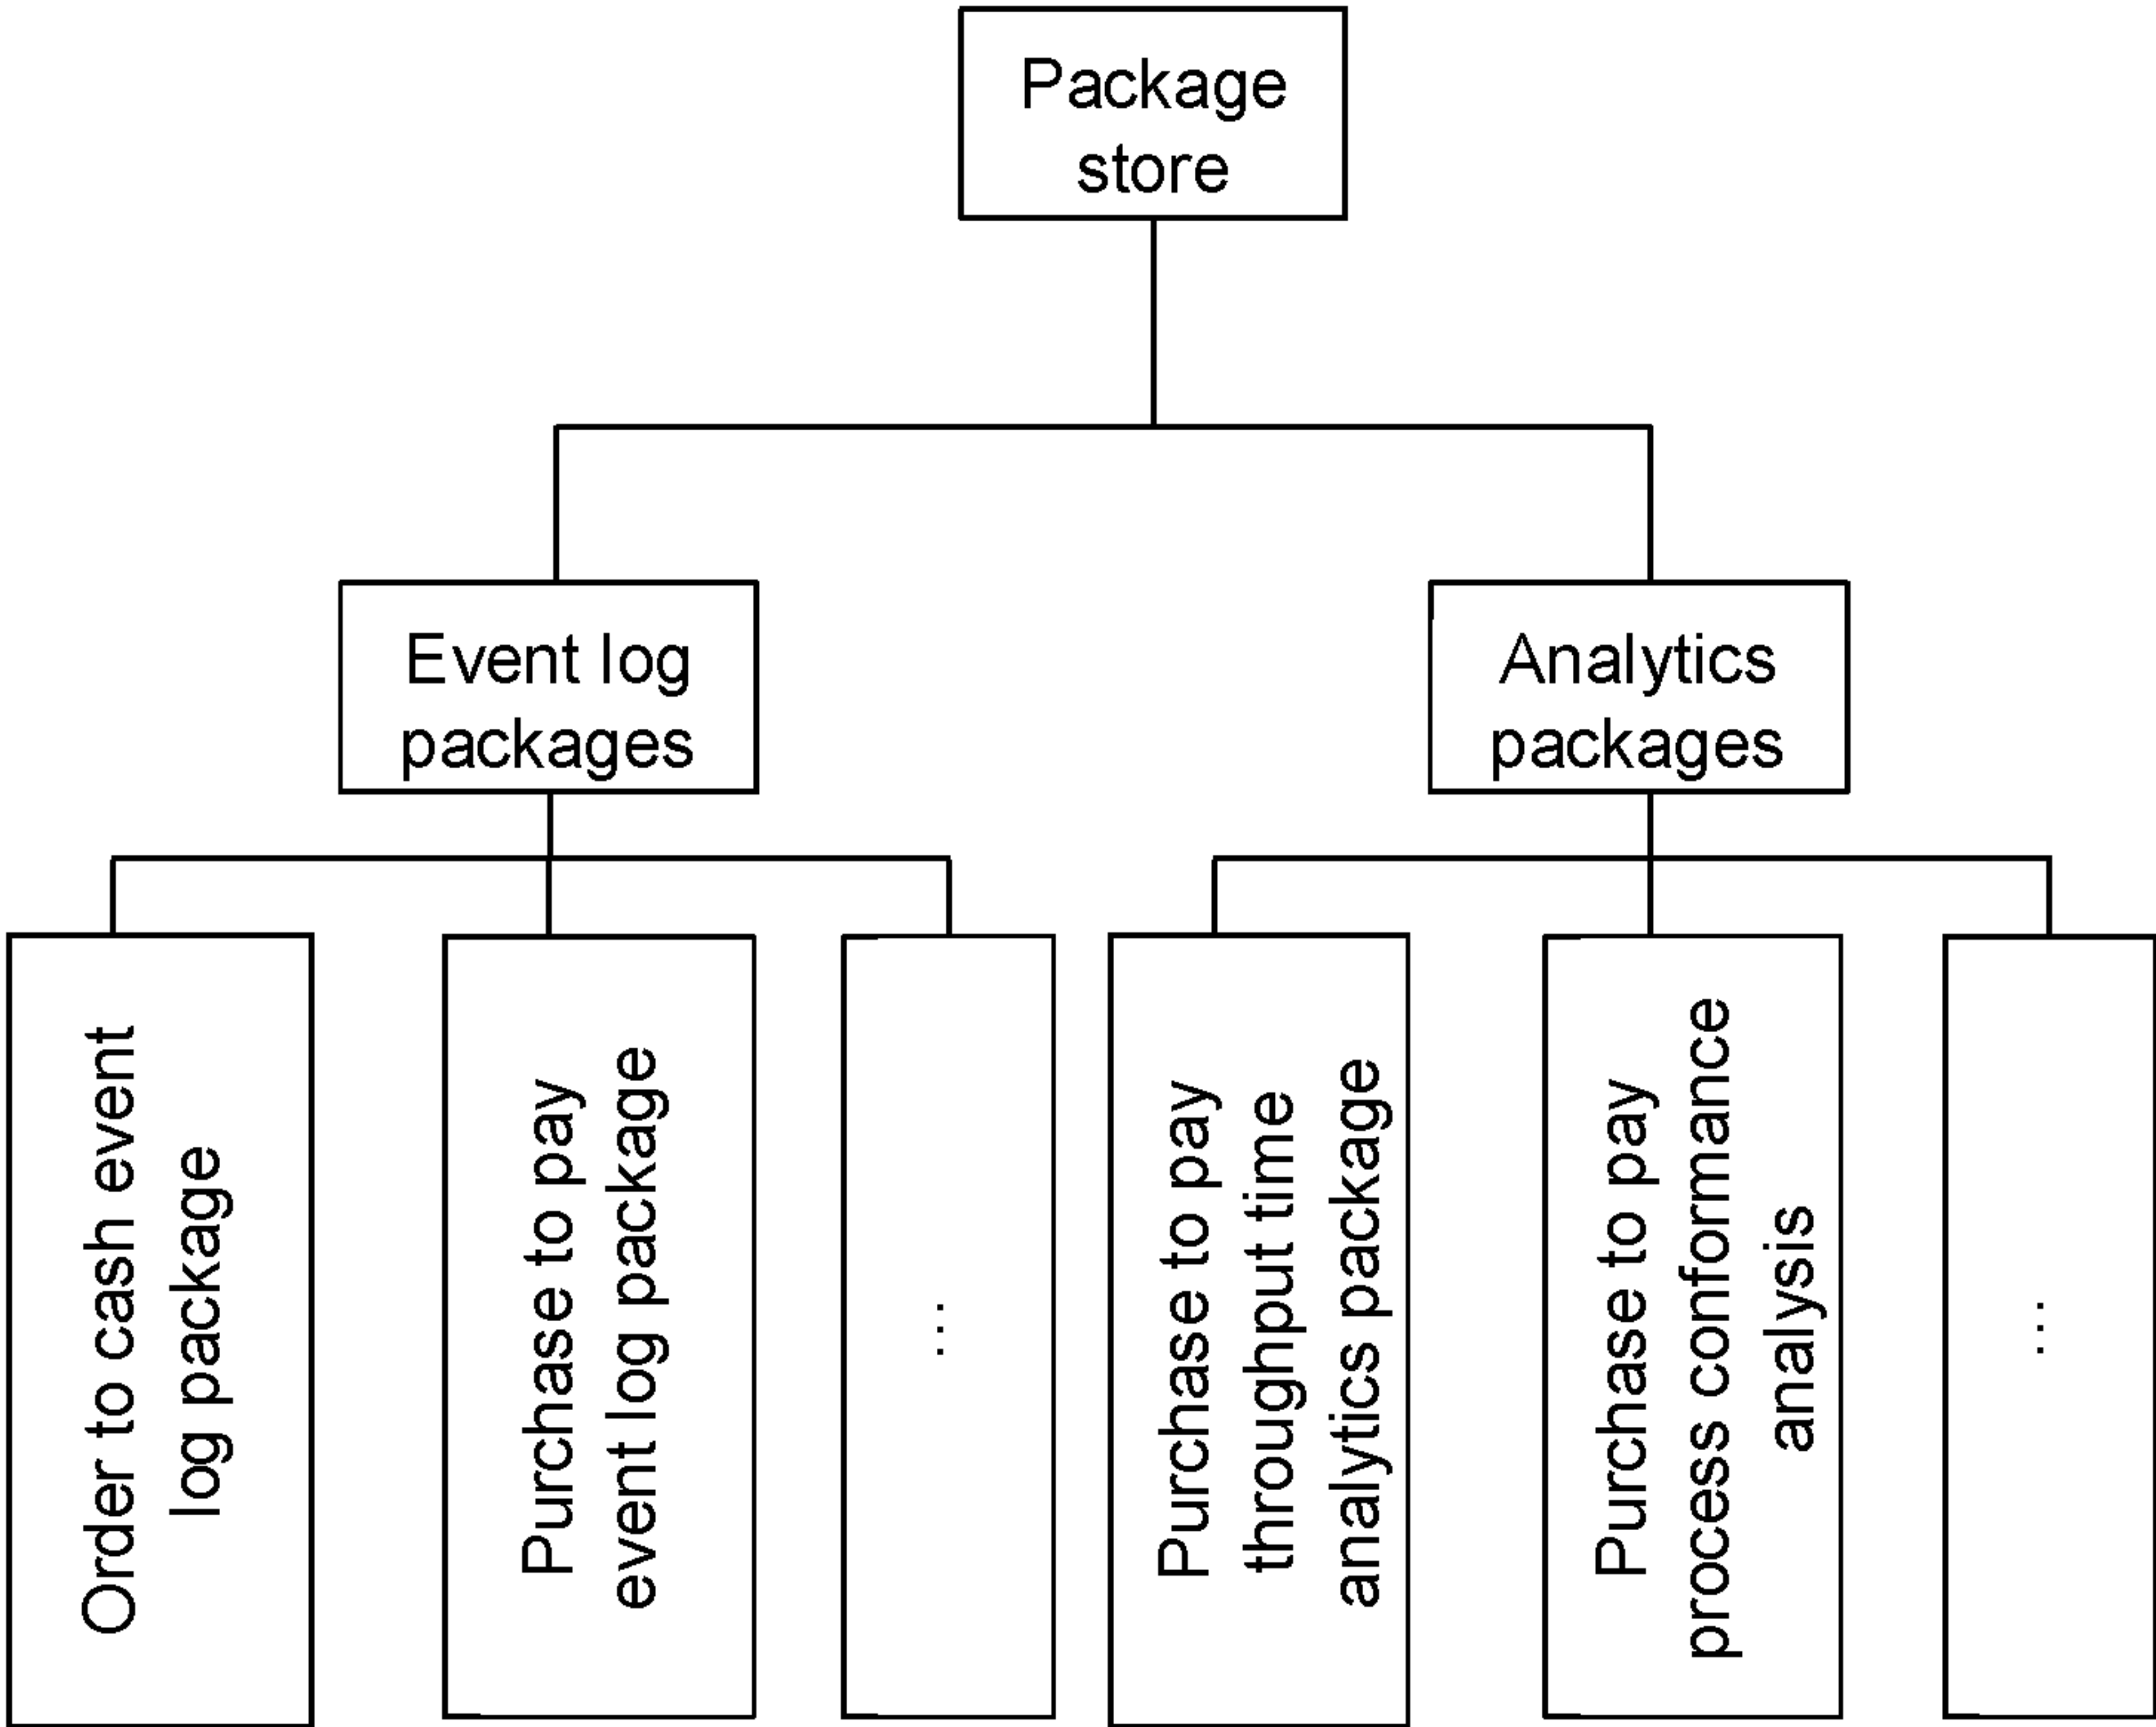 Package
store
Event log
packages
Analytics
packages
Order to cash event
log package
Purchase to pay
event log package
...
Purchase to pay
throughput time
analytics package
Purchase to pay
process conformance
analysis
...